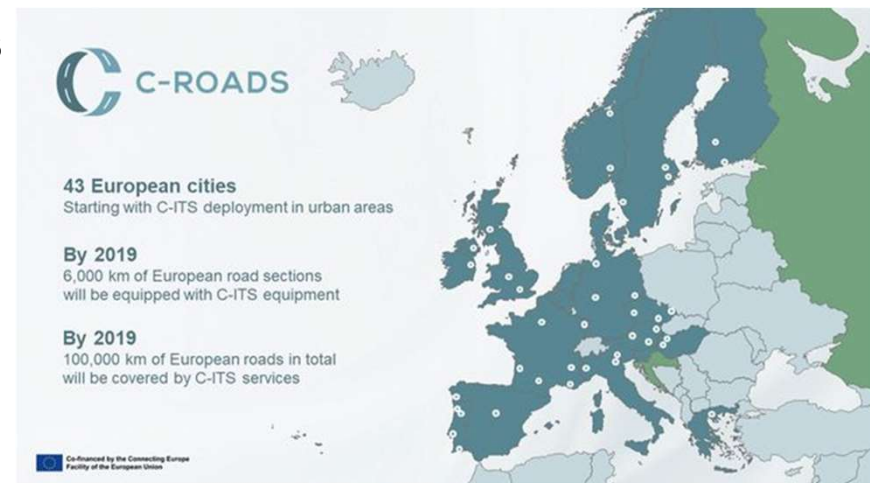 C-ROADS
43 European cities
Starting with C-ITS deployment in urban areas
By 2019
6,000 km of European road sections
will be equipped with C-ITS equipment
By 2019
100,000 km of European roads in total
will be covered by C-ITS services
Co-financed by the Connecting Europe
Facility of the European Union